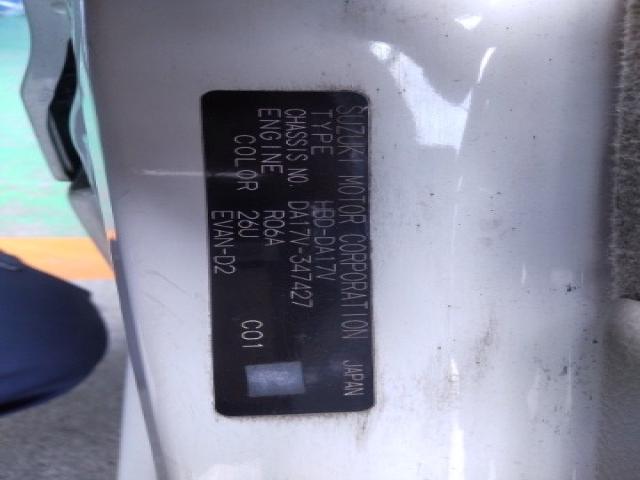 SUZUKI MOTOR CORPORATION JAPAN
TYPE HBD-DA17V
CHASSIS NO. DA17V-347427
ENGINE R06A
COLOR 26U C01
EVAN-D2